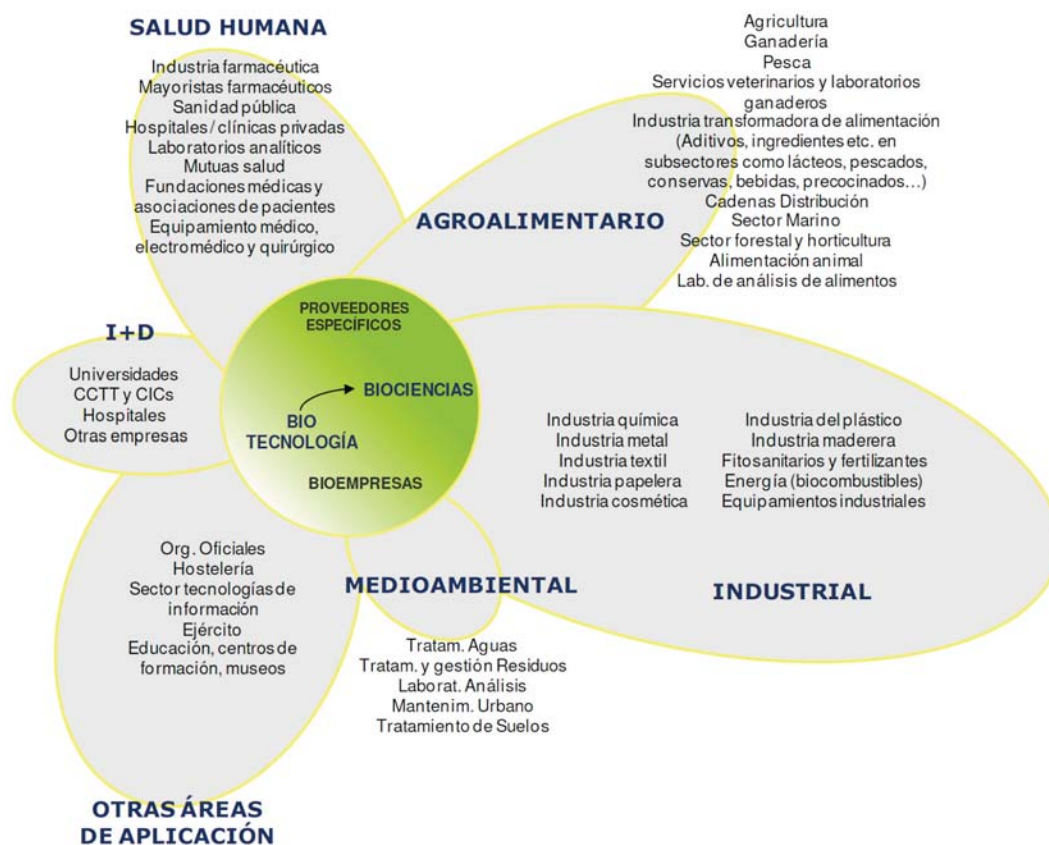 SALUD HUMANA
Industria farmacéutica
Mayoristas farmacéuticos
Sanidad pública
Hospitales / clínicas privadas
Laboratorios analíticos
Mutuas salud
Fundaciones médicas y
asociaciones de pacientes
Equipamiento médico,
electromédico y quirúrgico
Agricultura
Ganadería
Pesca
Servicios veterinarios y laboratorios
ganaderos
Industria transformadora de alimentación
(Aditivos, ingredientes etc. en
subsectores como lácteos, pescados,
conservas, bebidas, precocinados...)
Cadenas Distribución
Sector Marino
Sector forestal y horticultura
Alimentación animal
Lab. de análisis de alimentos
AGROALIMENTARIO
I+D
Universidades
CCTT y CICs
Hospitales
Otras empresas
PROVEEDORES
ESPECÍFICOS
BIOCIENCIAS
BIO
TECNOLOGÍA
BIOEMPRESAS
Industria química
Industria metal
Industria textil
Industria papelera
Industria cosmética
Industria del plástico
Industria maderera
Fitosanitarios y fertilizantes
Energía (biocombustibles)
Equipamientos industriales
INDUSTRIAL
MEDIOAMBIENTAL
Tratam. Aguas
Tratam. y gestión Residuos
Laborat. Análisis
Mantenim. Urbano
Tratamiento de Suelos
Org. Oficiales
Hostelería
Sector tecnologías de
información
Ejército
Educación, centros de
formación, museos
OTRAS ÁREAS
DE APLICACIÓN